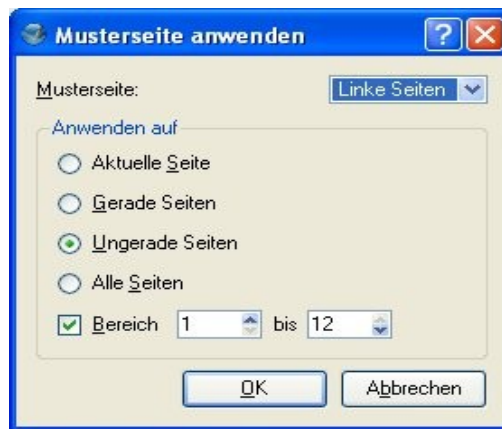 Musterseite anwenden
Musterseite: Linke Seiten
Anwenden auf
Aktuelle Seite
Gerade Seiten
Ungerade Seiten
Alle Seiten
Bereich 1 bis 12
OK Abbrechen